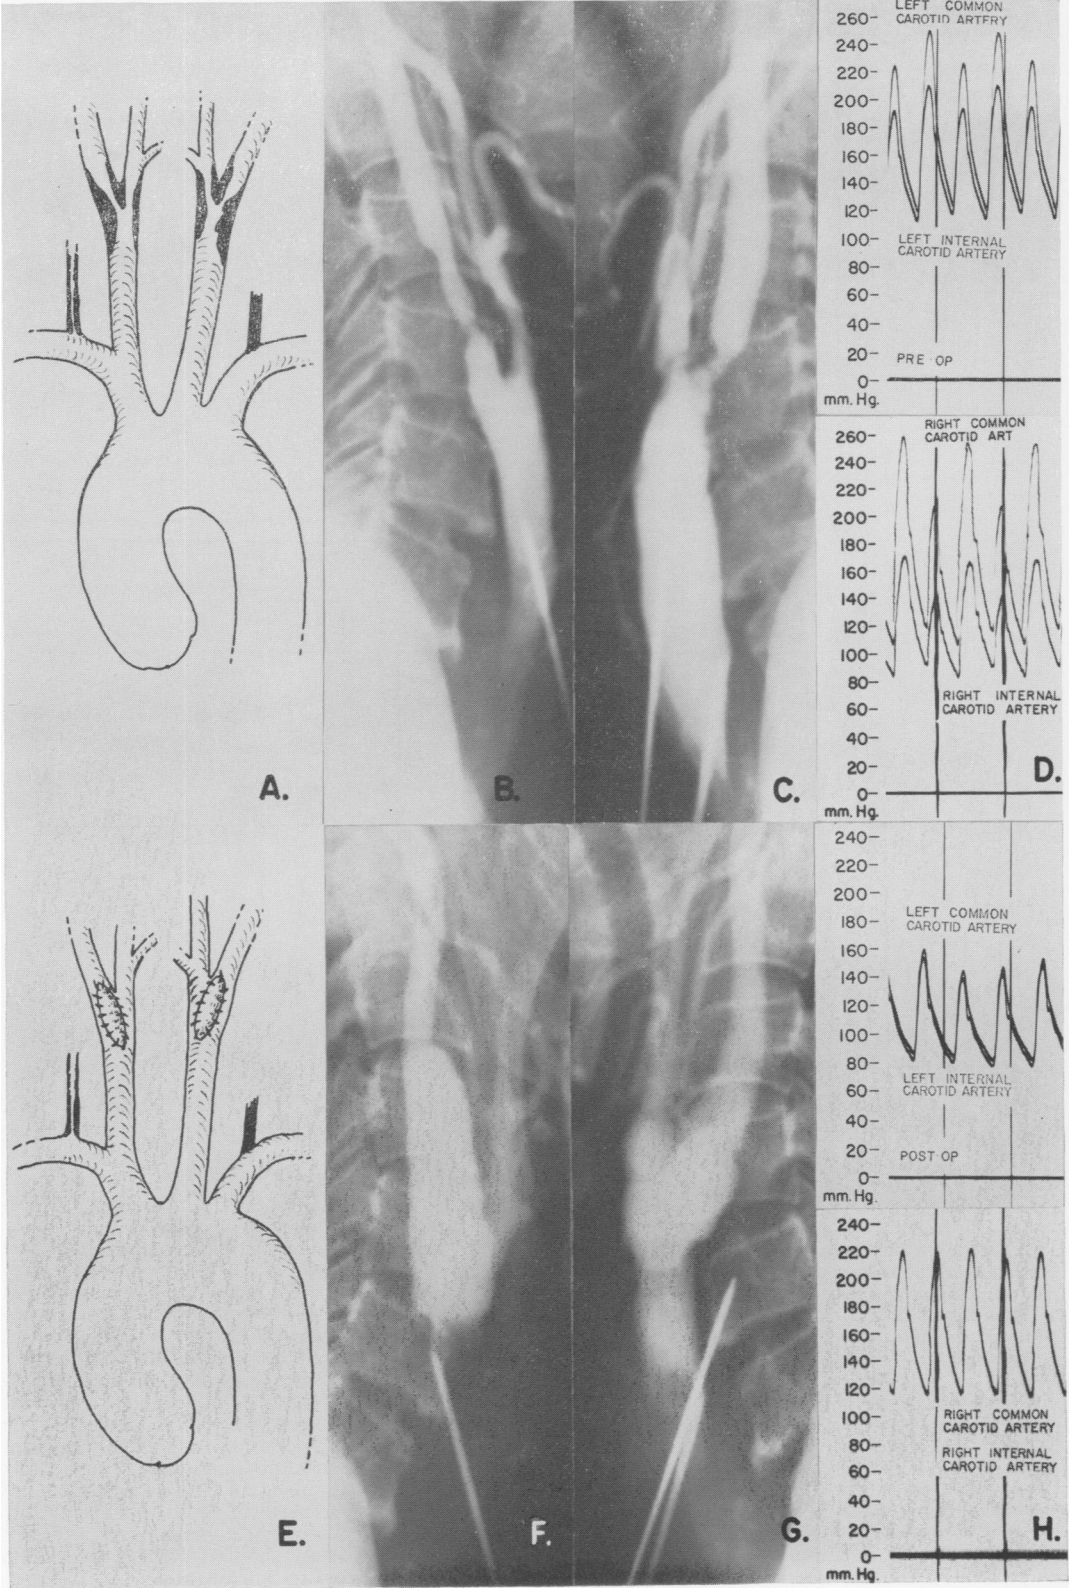 A.
B.
C.
LEFT COMMON
CAROTID ARTERY
260-
240-
220-
200-
180-
160-
140-
120-
100-
80-
60-
40-
20-
0-
mm. Hg.
LEFT INTERNAL
CAROTID ARTERY
PRE-OP
RIGHT COMMON
CAROTID ART
260-
240-
220-
200-
180-
160-
140-
120-
100-
80-
60-
40-
20-
0-
mm. Hg.
RIGHT INTERNAL
CAROTID ARTERY
D.
E.
F.
G.
240-
220-
200-
180-
160-
140-
120-
100-
80-
60-
40-
20-
0-
mm. Hg.
LEFT COMMON
CAROTID ARTERY
LEFT INTERNAL
CAROTID ARTERY
POST-OP
240-
220-
200-
180-
160-
140-
120-
100-
80-
60-
40-
20-
0-
mm. Hg.
RIGHT COMMON
CAROTID ARTERY
RIGHT INTERNAL
CAROTID ARTERY
H.